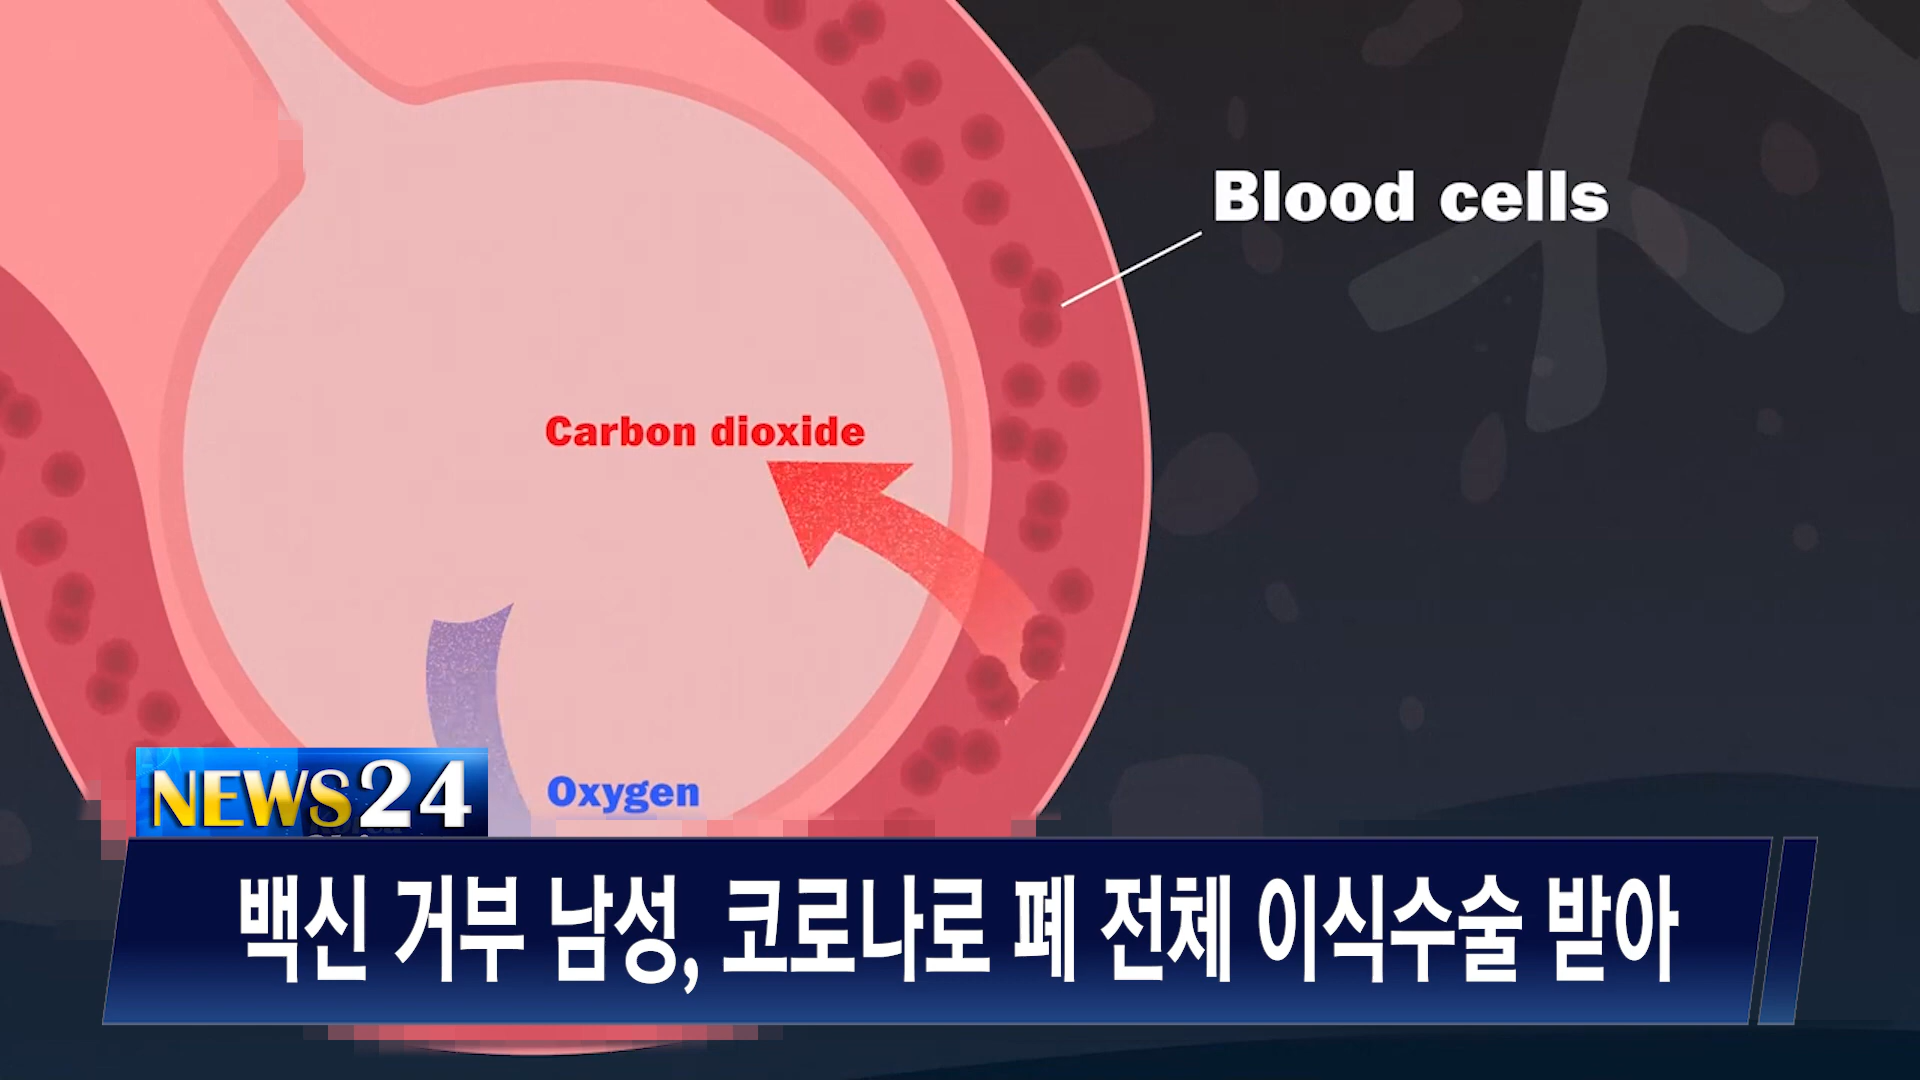 Blood cells
Carbon dioxide
Oxygen
NEWS24
백신 거부 남성, 코로나로 폐 전체 이식수술 받아